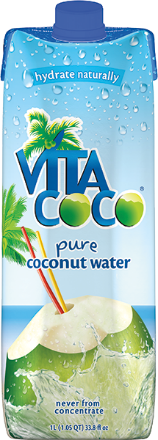 hydrate naturally
VITA
COCO®
pure
coconut water
never from
concentrate
1L (1.05 QT) 33.8 fl oz